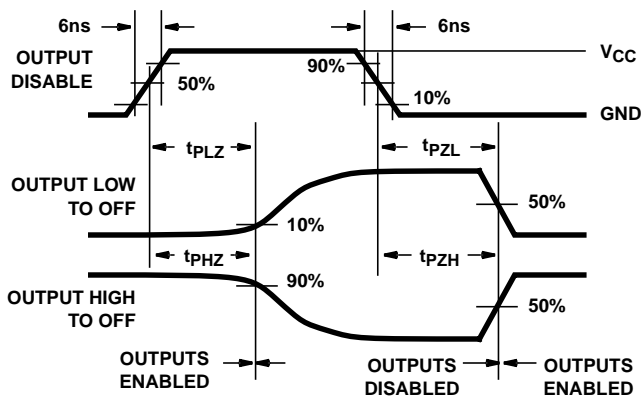 6ns
6ns
OUTPUT
DISABLE
90%
50%
10%
VCC
GND
tPLZ
tPZL
OUTPUT LOW
TO OFF
10%
50%
tPHZ
tPZH
OUTPUT HIGH
TO OFF
90%
50%
OUTPUTS
ENABLED
OUTPUTS
DISABLED
OUTPUTS
ENABLED